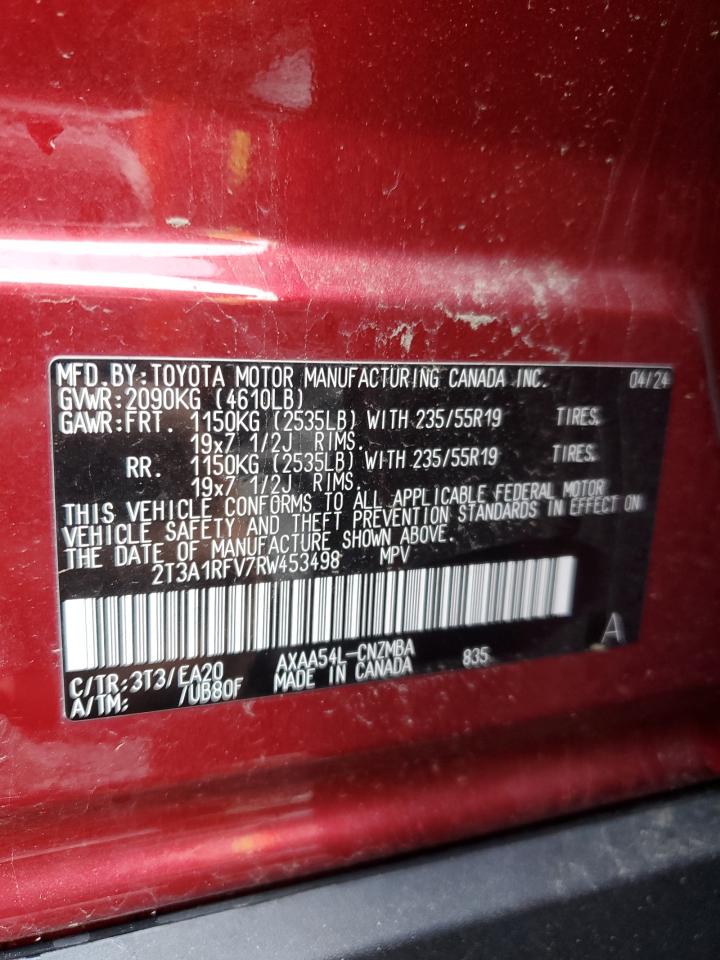 MFD.BY:TOYOTA MOTOR MANUFACTURING CANADA INC. 04/24
GVWR:2090KG (4610LB)
GAWR:FRT. 1150KG (2535LB) WITH 235/55R19 TIRES,
19x7 1/2J RIMS.
RR. 1150KG (2535LB) WITH 235/55R19 TIRES,
19x7 1/2J RIMS.
THIS VEHICLE CONFORMS TO ALL APPLICABLE FEDERAL MOTOR
VEHICLE SAFETY AND THEFT PREVENTION STANDARDS IN EFFECT ON
THE DATE OF MANUFACTURE SHOWN ABOVE.
2T3A1RFV7RW453498 MPV
A
C/TR:3T3/EA20 AXAA54L-CNZMBA 835
A/TM: /UB80F MADE IN CANADA